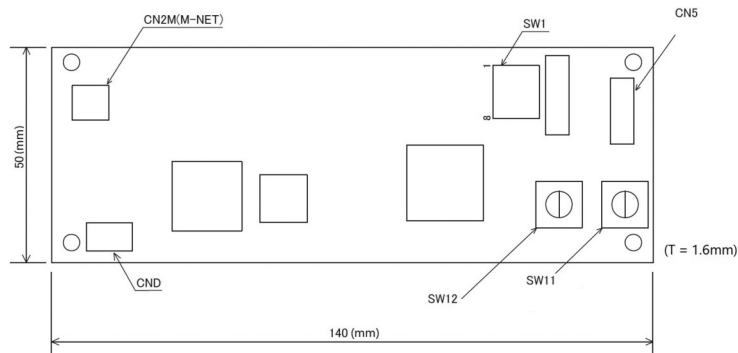 CN2M(M-NET)
SW1
CN5
1
8
50 (mm)
(T = 1.6mm)
CND
SW12
SW11
140 (mm)